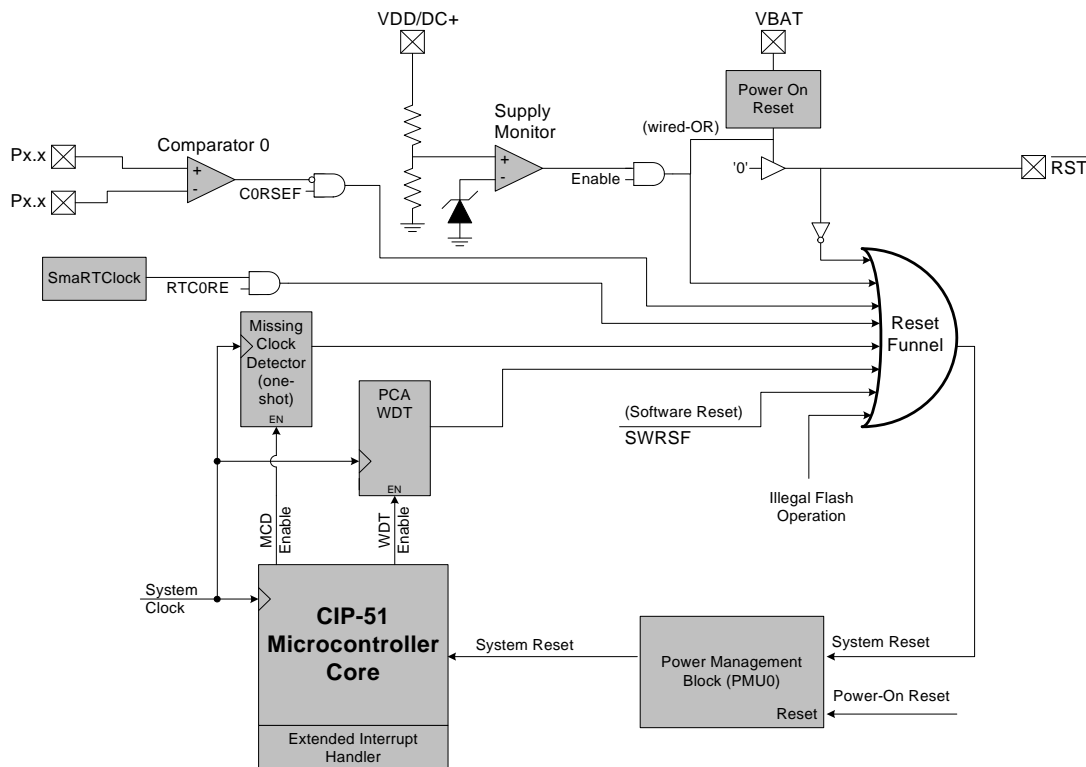 VDD/DC+
VBAT
Power On
Reset
Supply
Monitor
(wired-OR)
Comparator 0
Px.x
+
-
Px.x
+
-
Enable
'0'
RST
C0RSEF
SmaRTClock
RTC0RE
Missing
Clock
Detector
(one-
shot)
EN
Reset
Funnel
PCA
WDT
EN
(Software Reset)
SWRSF
Illegal Flash
Operation
MCD
Enable
WDT
Enable
System
Clock
CIP-51
Microcontroller
Core
System Reset
Power Management
Block (PMU0)
Reset
System Reset
Power-On Reset
Extended Interrupt
Handler